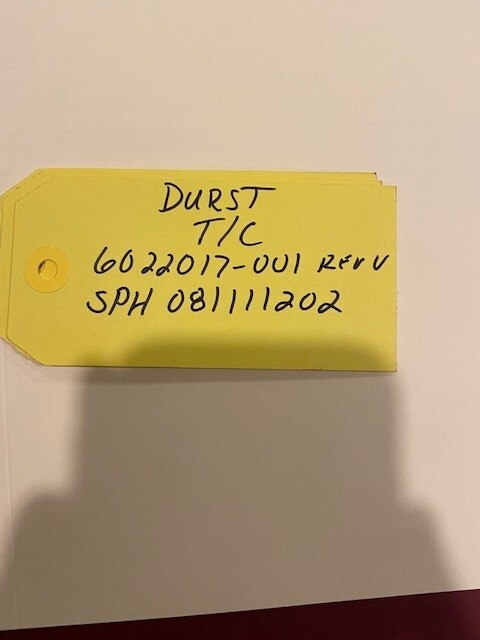 DURST
T/C
6022017-001 REV V
SPH 081111202